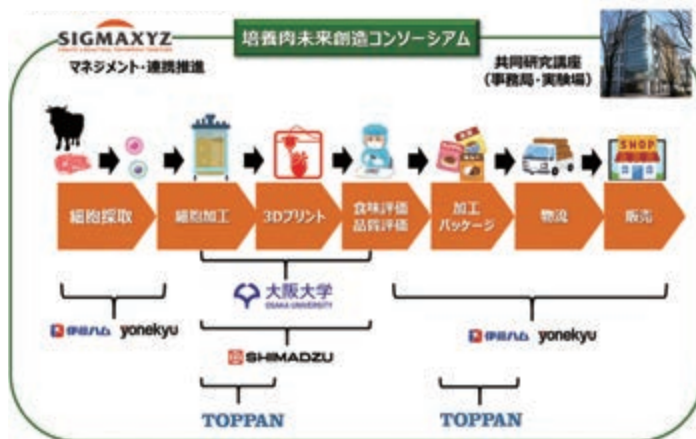 SIGMAXYZ
マネジメント・連携推進
培養肉未来創造コンソーシアム
共同研究講座
(事務局・実験場)
SHOP
細胞採取
細胞加工
3Dプリント
食味評価
品質評価
加工
パッケージ
物流
販売
大阪大学
OSAKA UNIVERSITY
伊藤ハム yonekyu
SHIMADZU
伊藤ハム yonekyu
TOPPAN
TOPPAN